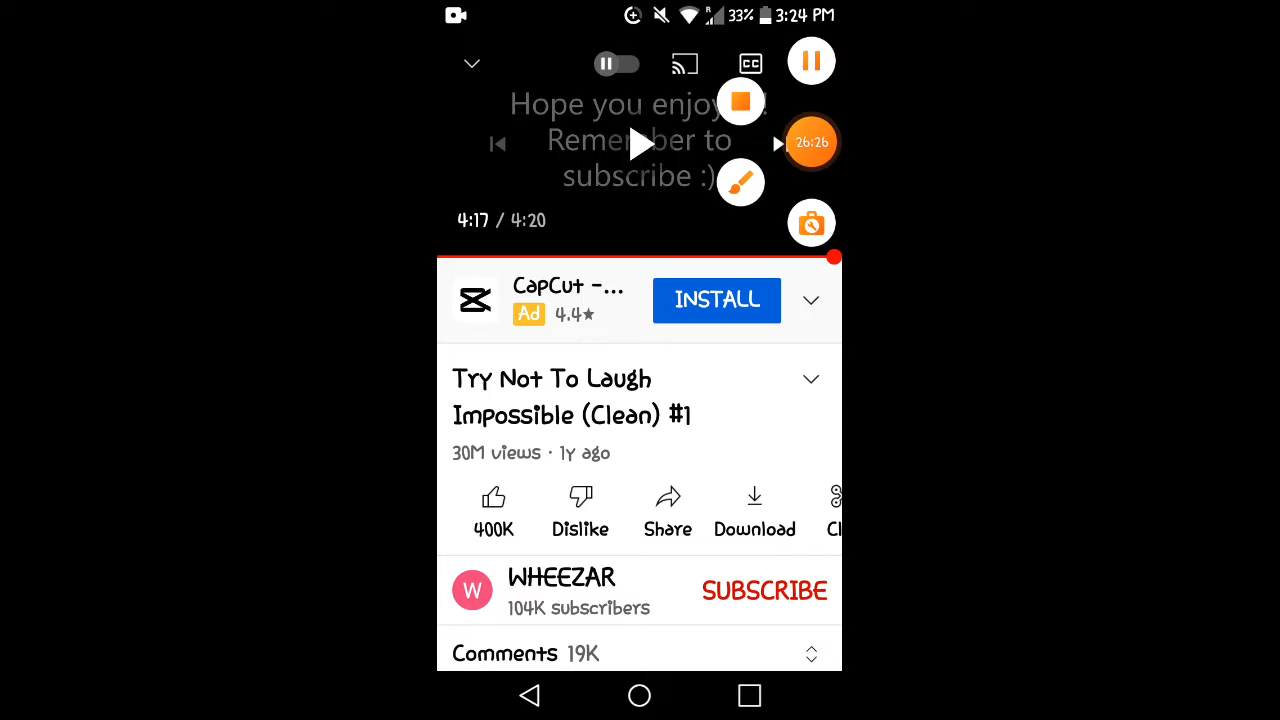 R 33% 3:24 PM
CC
Hope you enjoy !
Remember to
subscribe :)
26:26
4:17 / 4:20
CapCut -...
INSTALL
Ad 4.4★
Try Not To Laugh
Impossible (Clean) #1
30M views · 1y ago
400K Dislike Share Download Cl
W
WHEEZAR
SUBSCRIBE
104K subscribers
Comments 19K